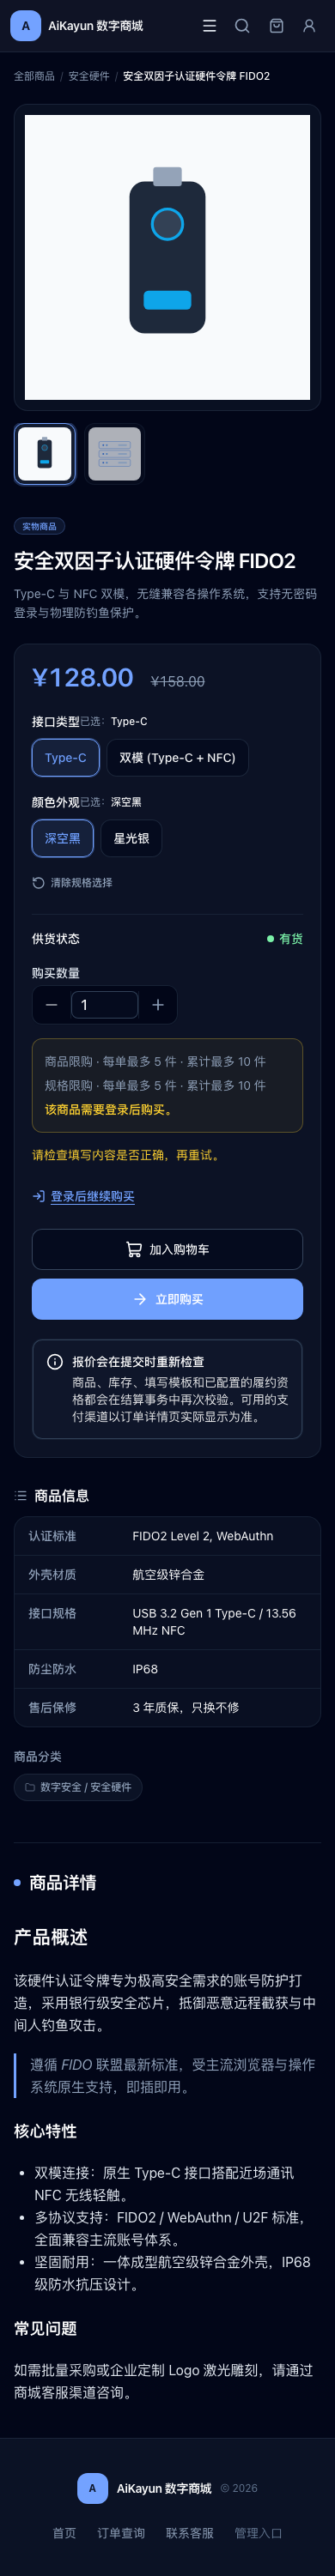 A AiKayun 数字商城
全部商品 / 安全硬件 / 安全双因子认证硬件令牌 FIDO2
实物商品
安全双因子认证硬件令牌 FIDO2
Type-C 与 NFC 双模，无缝兼容各操作系统，支持无密码
登录与物理防钓鱼保护。
¥128.00 ¥158.00
接口类型已选：Type-C
Type-C 双模 (Type-C + NFC)
颜色外观已选：深空黑
深空黑 星光银
清除规格选择
供货状态 有货
购买数量
1
商品限购 · 每单最多 5 件 · 累计最多 10 件
规格限购 · 每单最多 5 件 · 累计最多 10 件
该商品需要登录后购买。
请检查填写内容是否正确，再重试。
登录后继续购买
加入购物车
立即购买
报价会在提交时重新检查
商品、库存、填写模板和已配置的履约资
格都会在结算事务中再次校验。可用的支
付渠道以订单详情页实际显示为准。
商品信息
认证标准 FIDO2 Level 2, WebAuthn
外壳材质 航空级锌合金
接口规格 USB 3.2 Gen 1 Type-C / 13.56
MHz NFC
防尘防水 IP68
售后保修 3 年质保，只换不修
商品分类
数字安全 / 安全硬件
商品详情
产品概述
该硬件认证令牌专为极高安全需求的账号防护打
造，采用银行级安全芯片，抵御恶意远程截获与中
间人钓鱼攻击。
遵循 FIDO 联盟最新标准，受主流浏览器与操作
系统原生支持，即插即用。
核心特性
• 双模连接：原生 Type-C 接口搭配近场通讯
NFC 无线轻触。
• 多协议支持：FIDO2 / WebAuthn / U2F 标准，
全面兼容主流账号体系。
• 坚固耐用：一体成型航空级锌合金外壳，IP68
级防水抗压设计。
常见问题
如需批量采购或企业定制 Logo 激光雕刻，请通过
商城客服渠道咨询。
A AiKayun 数字商城 © 2026
首页 订单查询 联系客服 管理入口